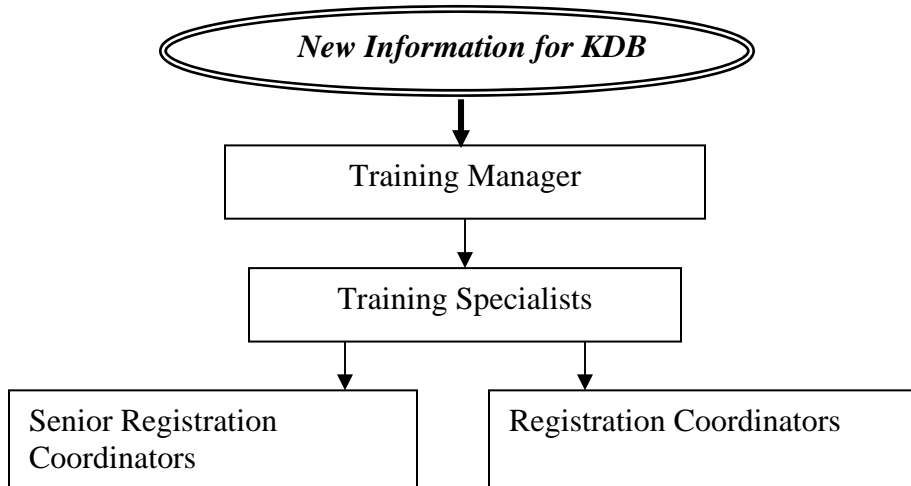 New Information for KDB
Training Manager
Training Specialists
Senior Registration
Coordinators
Registration Coordinators